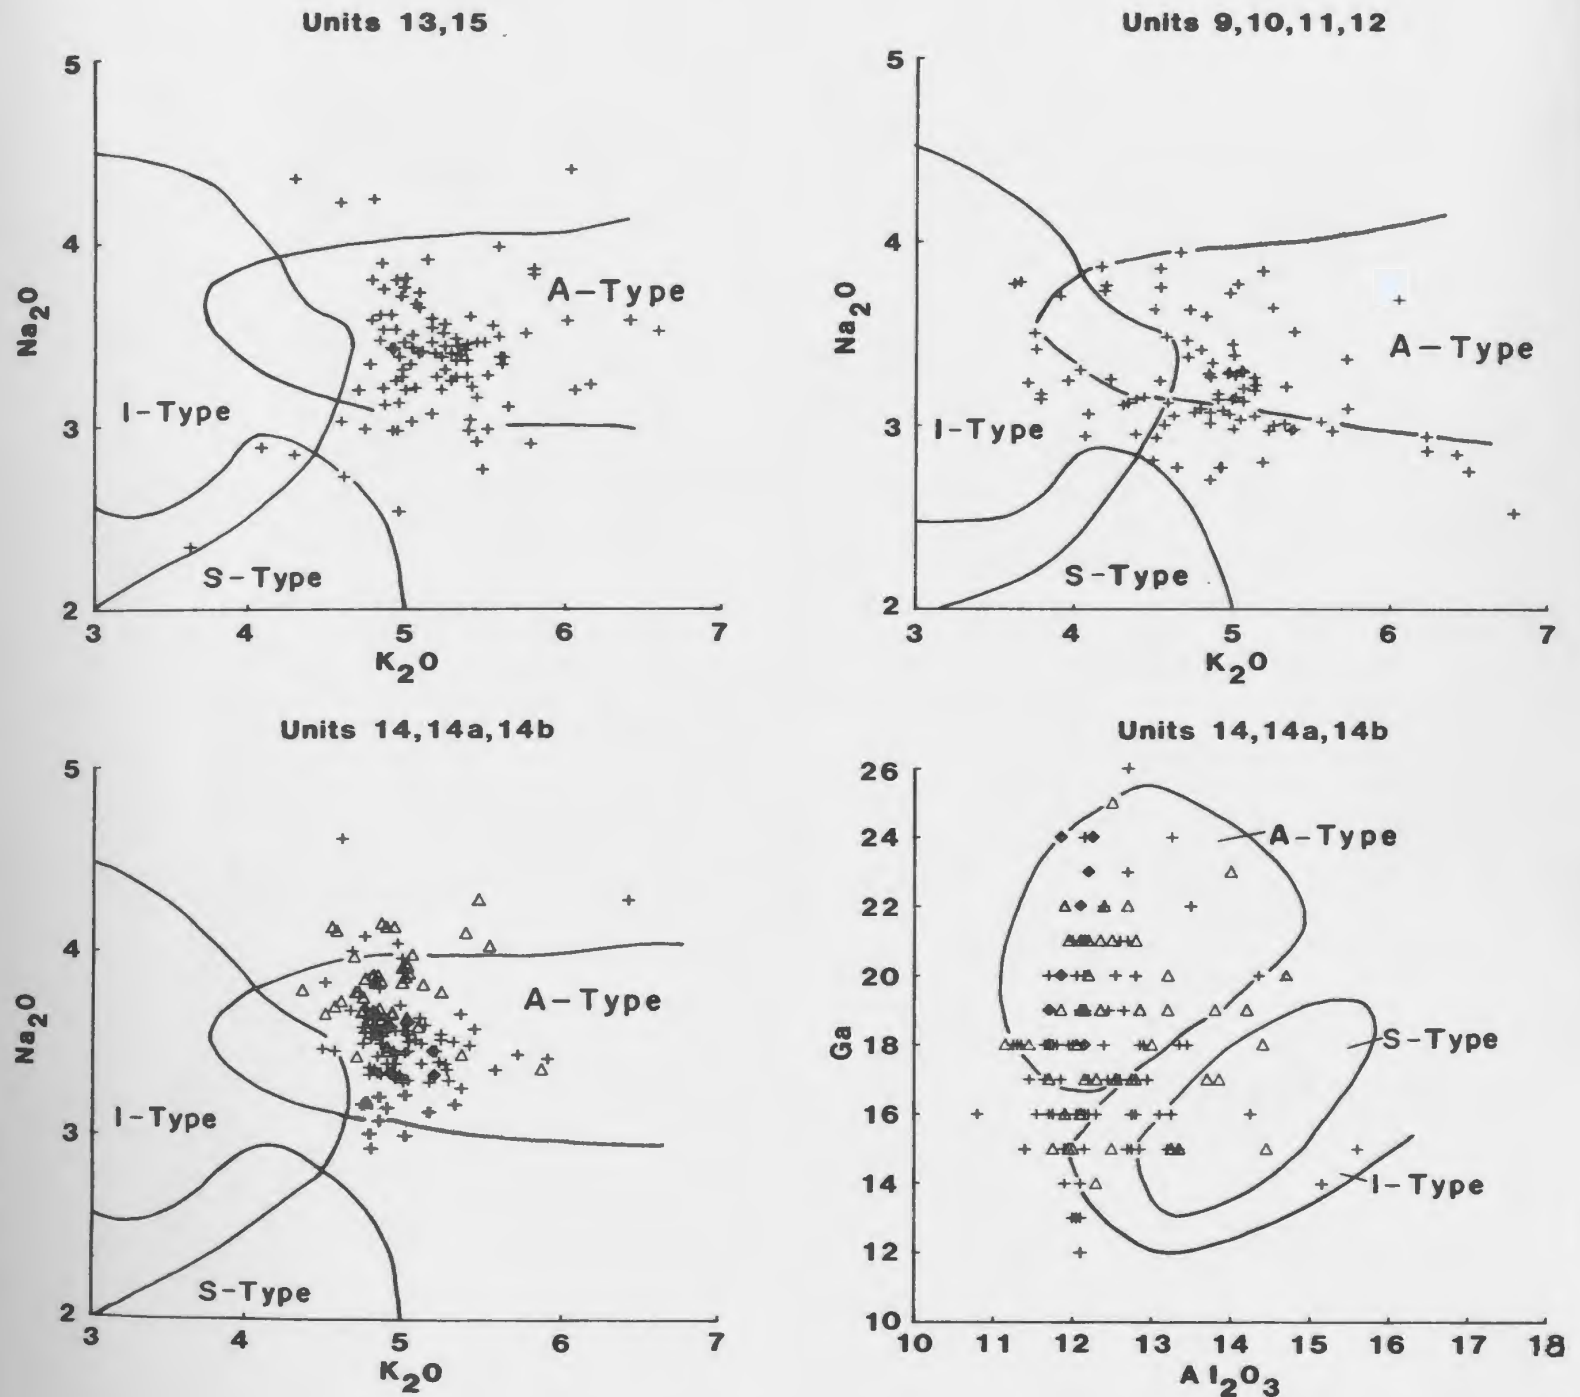 Units 13,15
5
4
3
2
Na2O
A-Type
I-Type
S-Type
3 4 5 6 7
K2O
Units 9,10,11,12
5
4
3
2
Na2O
A-Type
I-Type
S-Type
3 4 5 6 7
K2O
Units 14,14a,14b
5
4
3
2
Na2O
A-Type
I-Type
S-Type
3 4 5 6 7
K2O
Units 14,14a,14b
26
24
22
20
18
16
14
12
10
Ga
A-Type
S-Type
I-Type
10 11 12 13 14 15 16 17 18
Al2O3